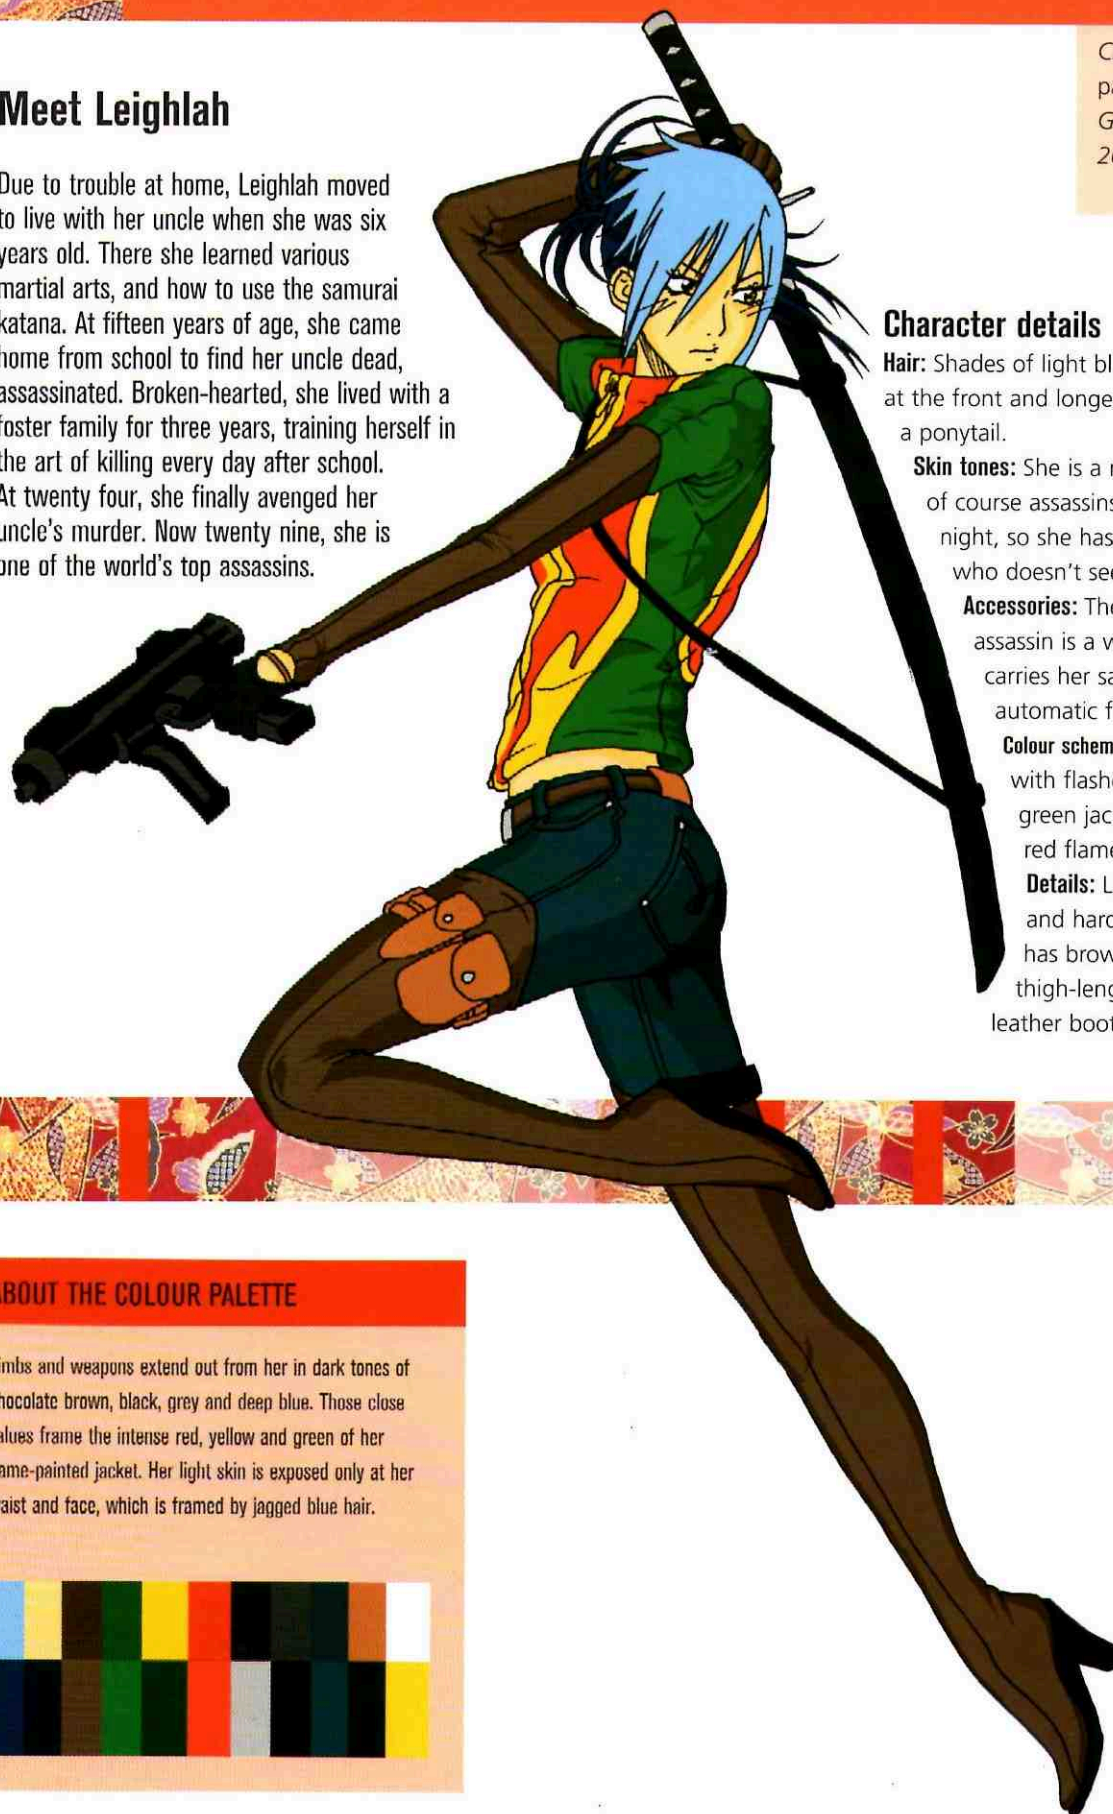 Meet Leighlah
Due to trouble at home, Leighlah moved
to live with her uncle when she was six
years old. There she learned various
martial arts, and how to use the samurai
katana. At fifteen years of age, she came
home from school to find her uncle dead,
assassinated. Broken-hearted, she lived with a
foster family for three years, training herself in
the art of killing every day after school.
At twenty four, she finally avenged her
uncle's murder. Now twenty nine, she is
one of the world's top assassins.
Character details
Hair: Shades of light bl
at the front and longe
a ponytail.
Skin tones: She is a
of course assassins
night, so she has
who doesn't see
Accessories: The
assassin is a
carries her sa
automatic f
Colour schem
with flash
green jac
red flame
Details: L
and hard
has brow
thigh-leng
leather boot
ABOUT THE COLOUR PALETTE
imbs and weapons extend out from her in dark tones of
hocolate brown, black, grey and deep blue. Those close
alues frame the intense red, yellow and green of her
ame-painted jacket. Her light skin is exposed only at her
aist and face, which is framed by jagged blue hair.